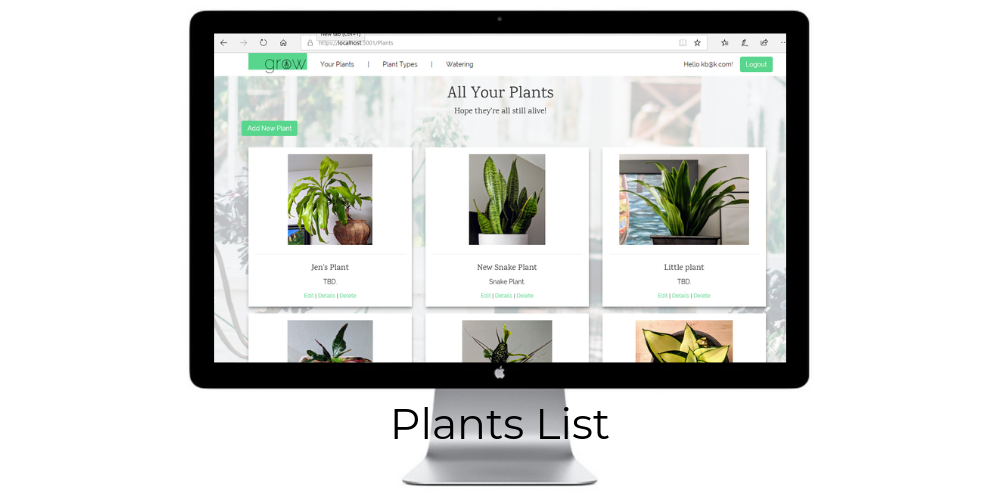 New tab (Ctrl+T)
https://localhost:5001/Plants
grow
Your Plants | Plant Types | Watering
Hello kb@k.com! Logout
All Your Plants
Hope they're all still alive!
Add New Plant
Jen's Plant
TBD.
Edit | Details | Delete
New Snake Plant
Snake Plant
Edit | Details | Delete
Little plant
TBD.
Edit | Details | Delete
Plants List